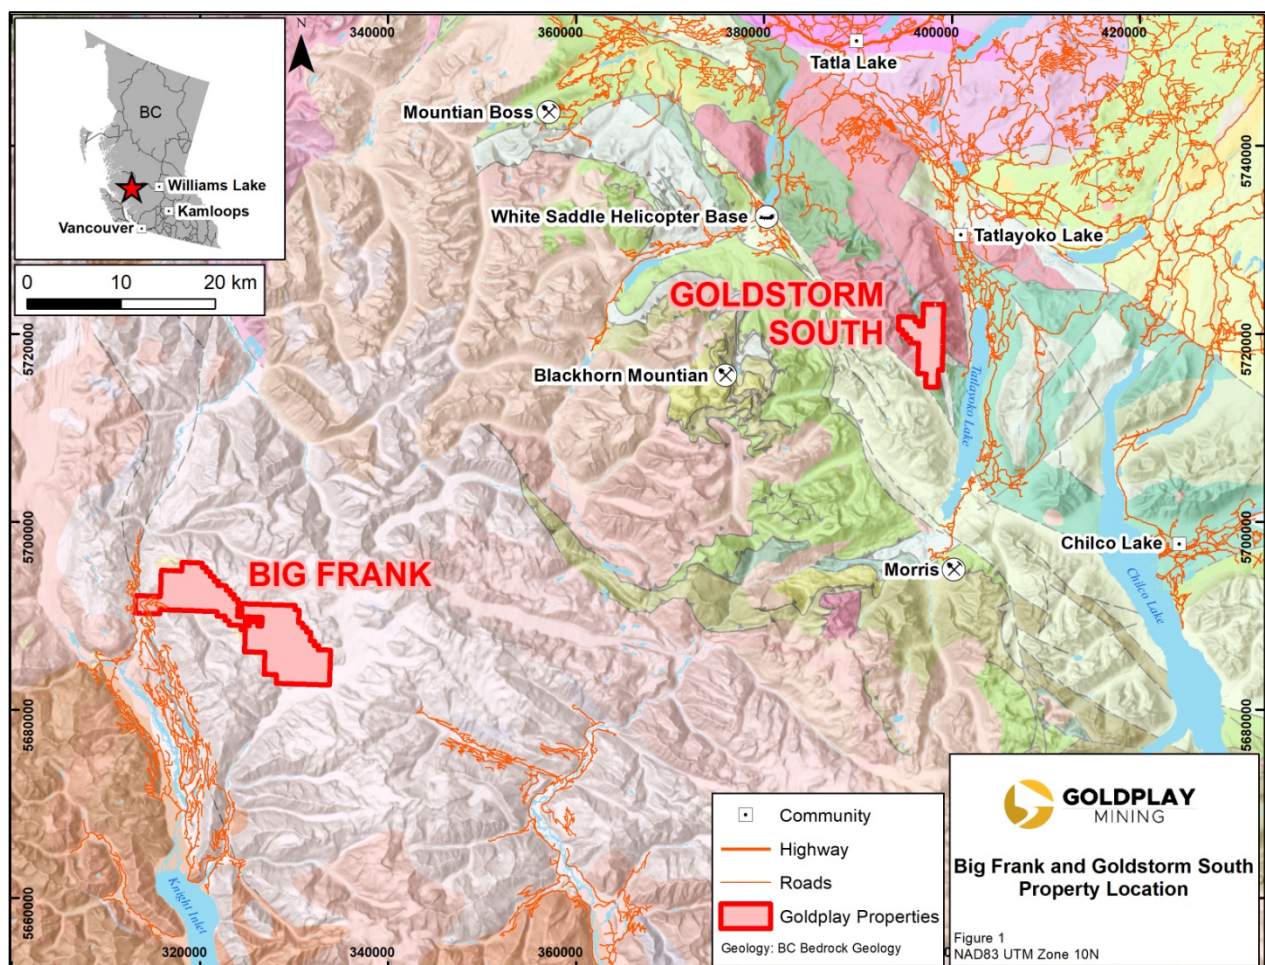 340000
360000
380000
400000
420000
N
BC
Williams Lake
Kamloops
Vancouver
0
10
20 km
Tatla Lake
Mountian Boss
5740000
White Saddle Helicopter Base
Tatlayoko Lake
GOLDSTORM
SOUTH
5720000
5720000
Blackhorn Mountian
Tatlayoko Lake
5700000
5700000
Chilco Lake
BIG FRANK
Morris
Chilco Lake
5680000
5680000
Knight Inlet
5660000
Community
Highway
Roads
Goldplay Properties
Geology: BC Bedrock Geology
GOLDPLAY
MINING
Big Frank and Goldstorm South
Property Location
Figure 1
NAD83 UTM Zone 10N
320000
340000
360000